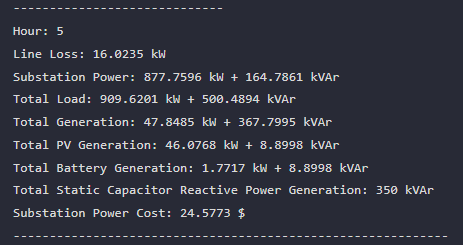 -----------------------------
Hour: 5
Line Loss: 16.0235 kW
Substation Power: 877.7596 kW + 164.7861 kVAr
Total Load: 909.6201 kW + 500.4894 kVAr
Total Generation: 47.8485 kW + 367.7995 kVAr
Total PV Generation: 46.0768 kW + 8.8998 kVAr
Total Battery Generation: 1.7717 kW + 8.8998 kVAr
Total Static Capacitor Reactive Power Generation: 350 kVAr
Substation Power Cost: 24.5773 $
------------------------------------------------------------